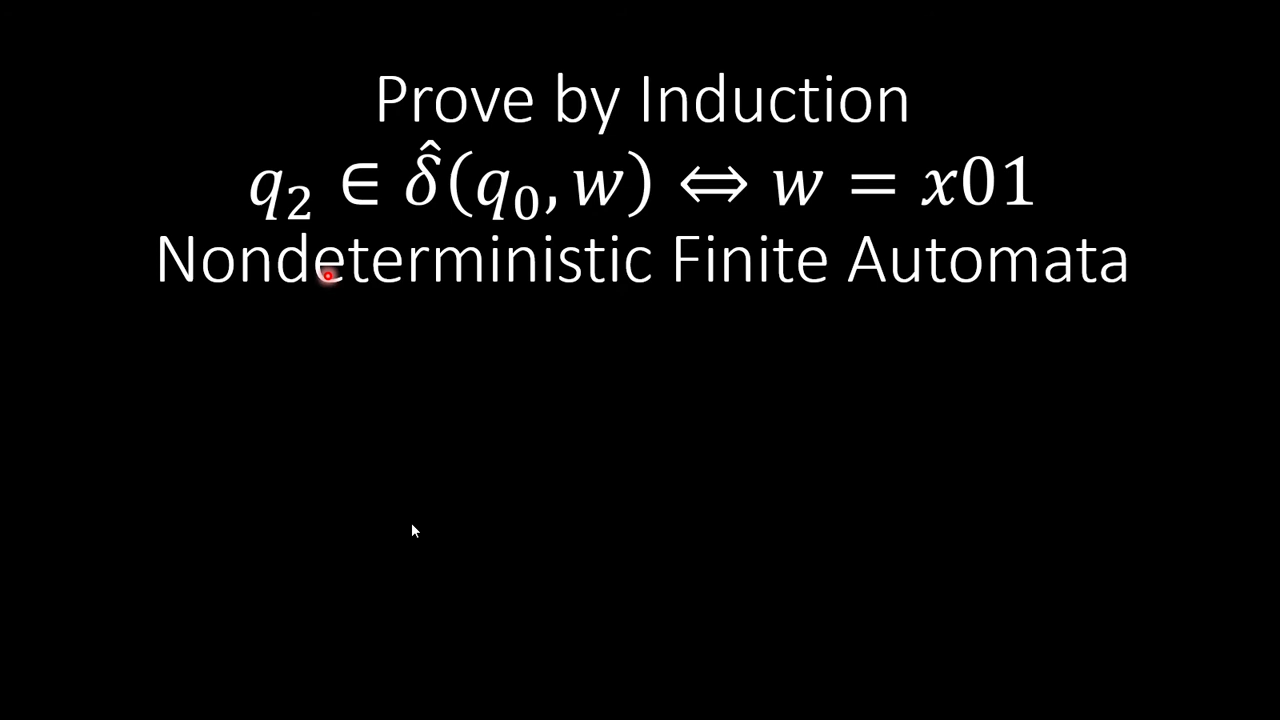 Prove by Induction
q₂ ∈ δ̂(q₀, w) ⇔ w = x01
Nondeterministic Finite Automata